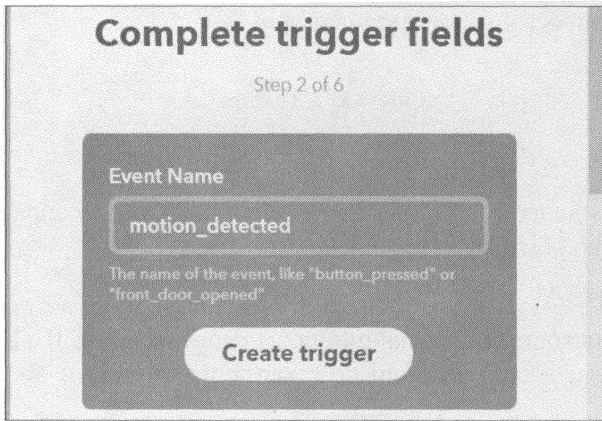 Complete trigger fields
Step 2 of 6
Event Name
motion_detected
The name of the event, like "button_pressed" or
"front_door_opened"
Create trigger